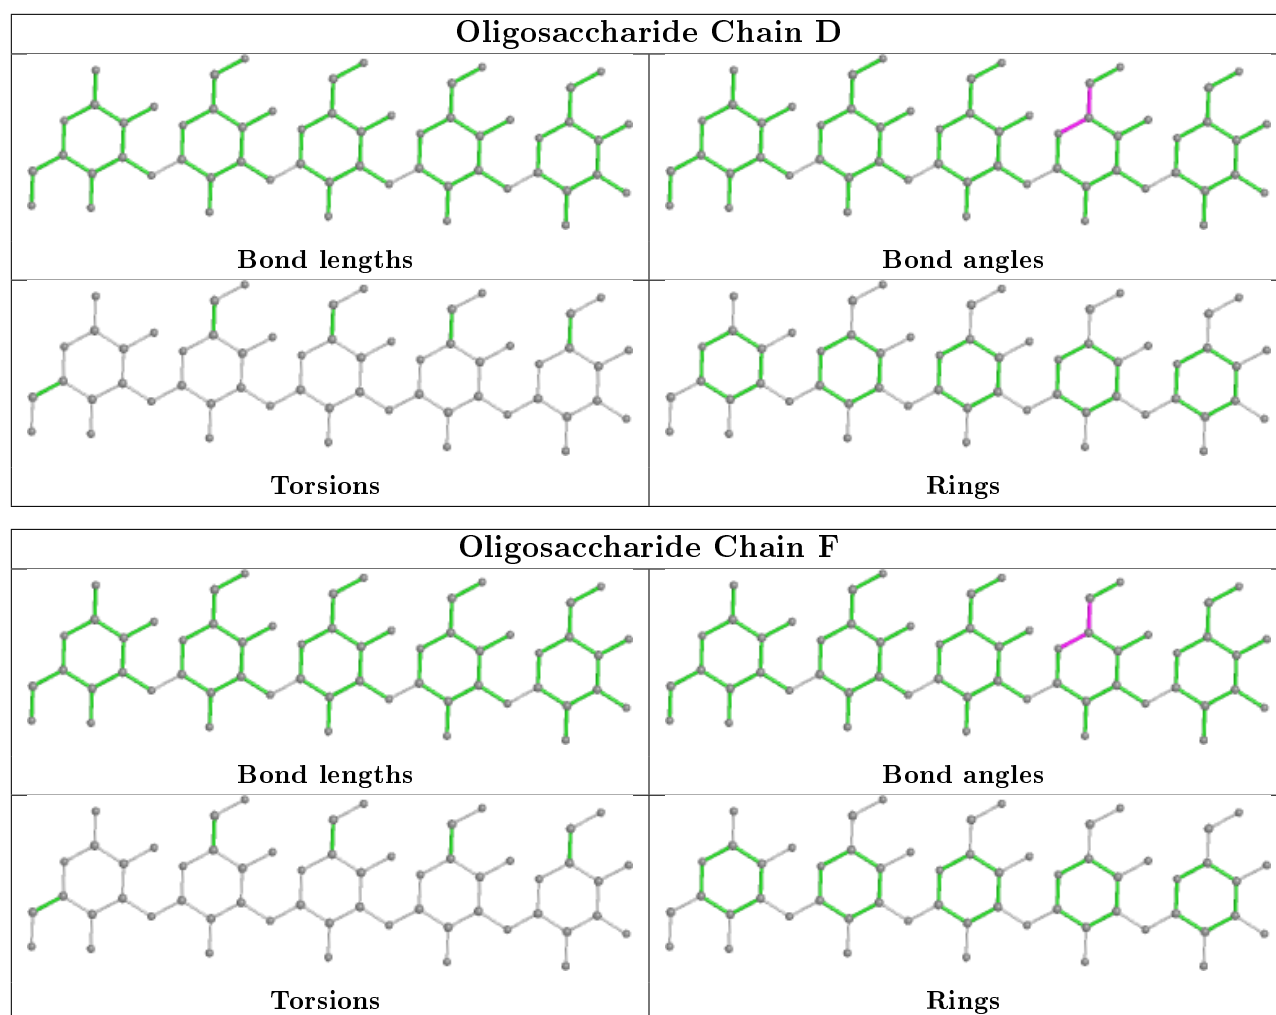 Oligosaccharide Chain D
Bond lengths
Bond angles
Torsions
Rings
Oligosaccharide Chain F
Bond lengths
Bond angles
Torsions
Rings